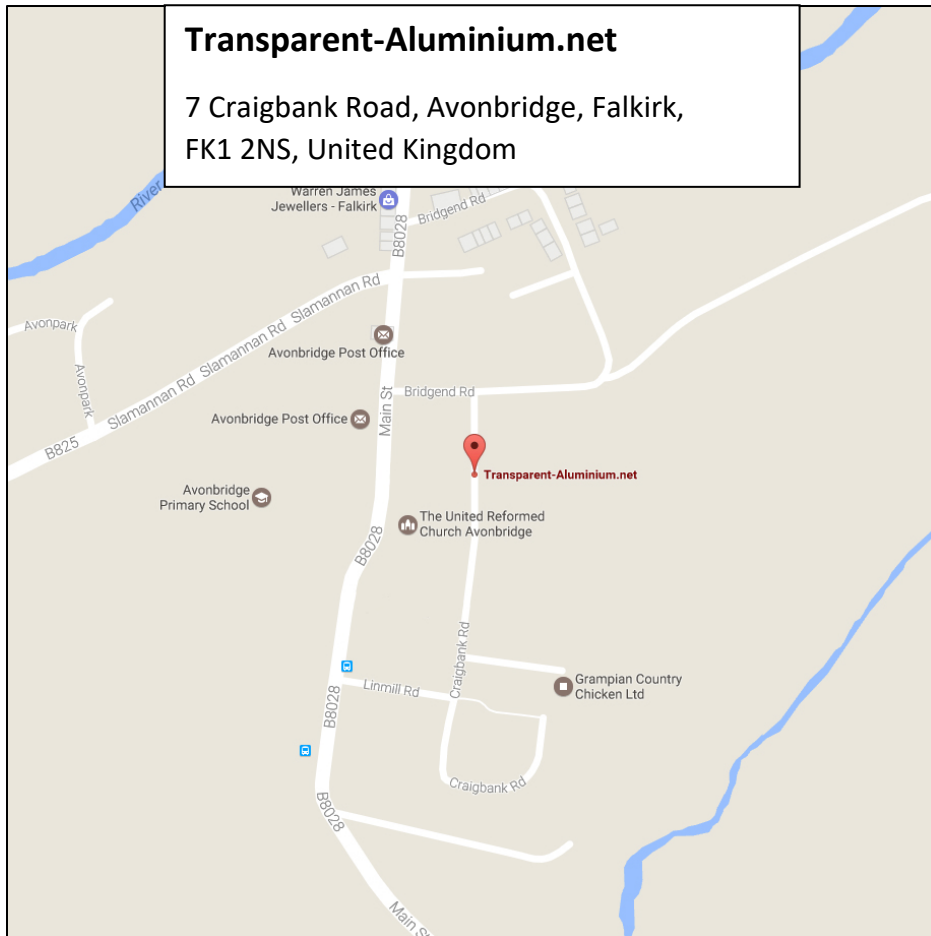 Transparent-Aluminium.net
7 Craigbank Road, Avonbridge, Falkirk,
FK1 2NS, United Kingdom
River
Warren James
Jewellers - Falkirk
B8028
Bridgend Rd
Slamannan Rd
Slamannan Rd
Slamannan Rd
Avonpark
Avonpark
B825
Avonbridge Post Office
Bridgend Rd
Avonbridge Post Office
Main St
Transparent-Aluminium.net
Avonbridge
Primary School
The United Reformed
Church Avonbridge
B8028
Craigbank Rd
Grampian Country
Chicken Ltd
Linmill Rd
B8028
Craigbank Rd
B8028
Main St